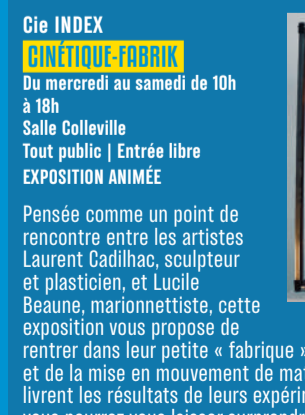 Cie INDEX
CINÉTIQUE-FABRIK
Du mercredi au samedi de 10h
à 18h
Salle Colleville
Tout public | Entrée libre
EXPOSITION ANIMÉE
Pensée comme un point de
rencontre entre les artistes
Laurent Cadilhac, sculpteur
et plasticien, et Lucile
Beaune, marionnettiste, cette
exposition vous propose de
rentrer dans leur petite « fabrique »
et de la mise en mouvement de
livrent les résultats de leurs